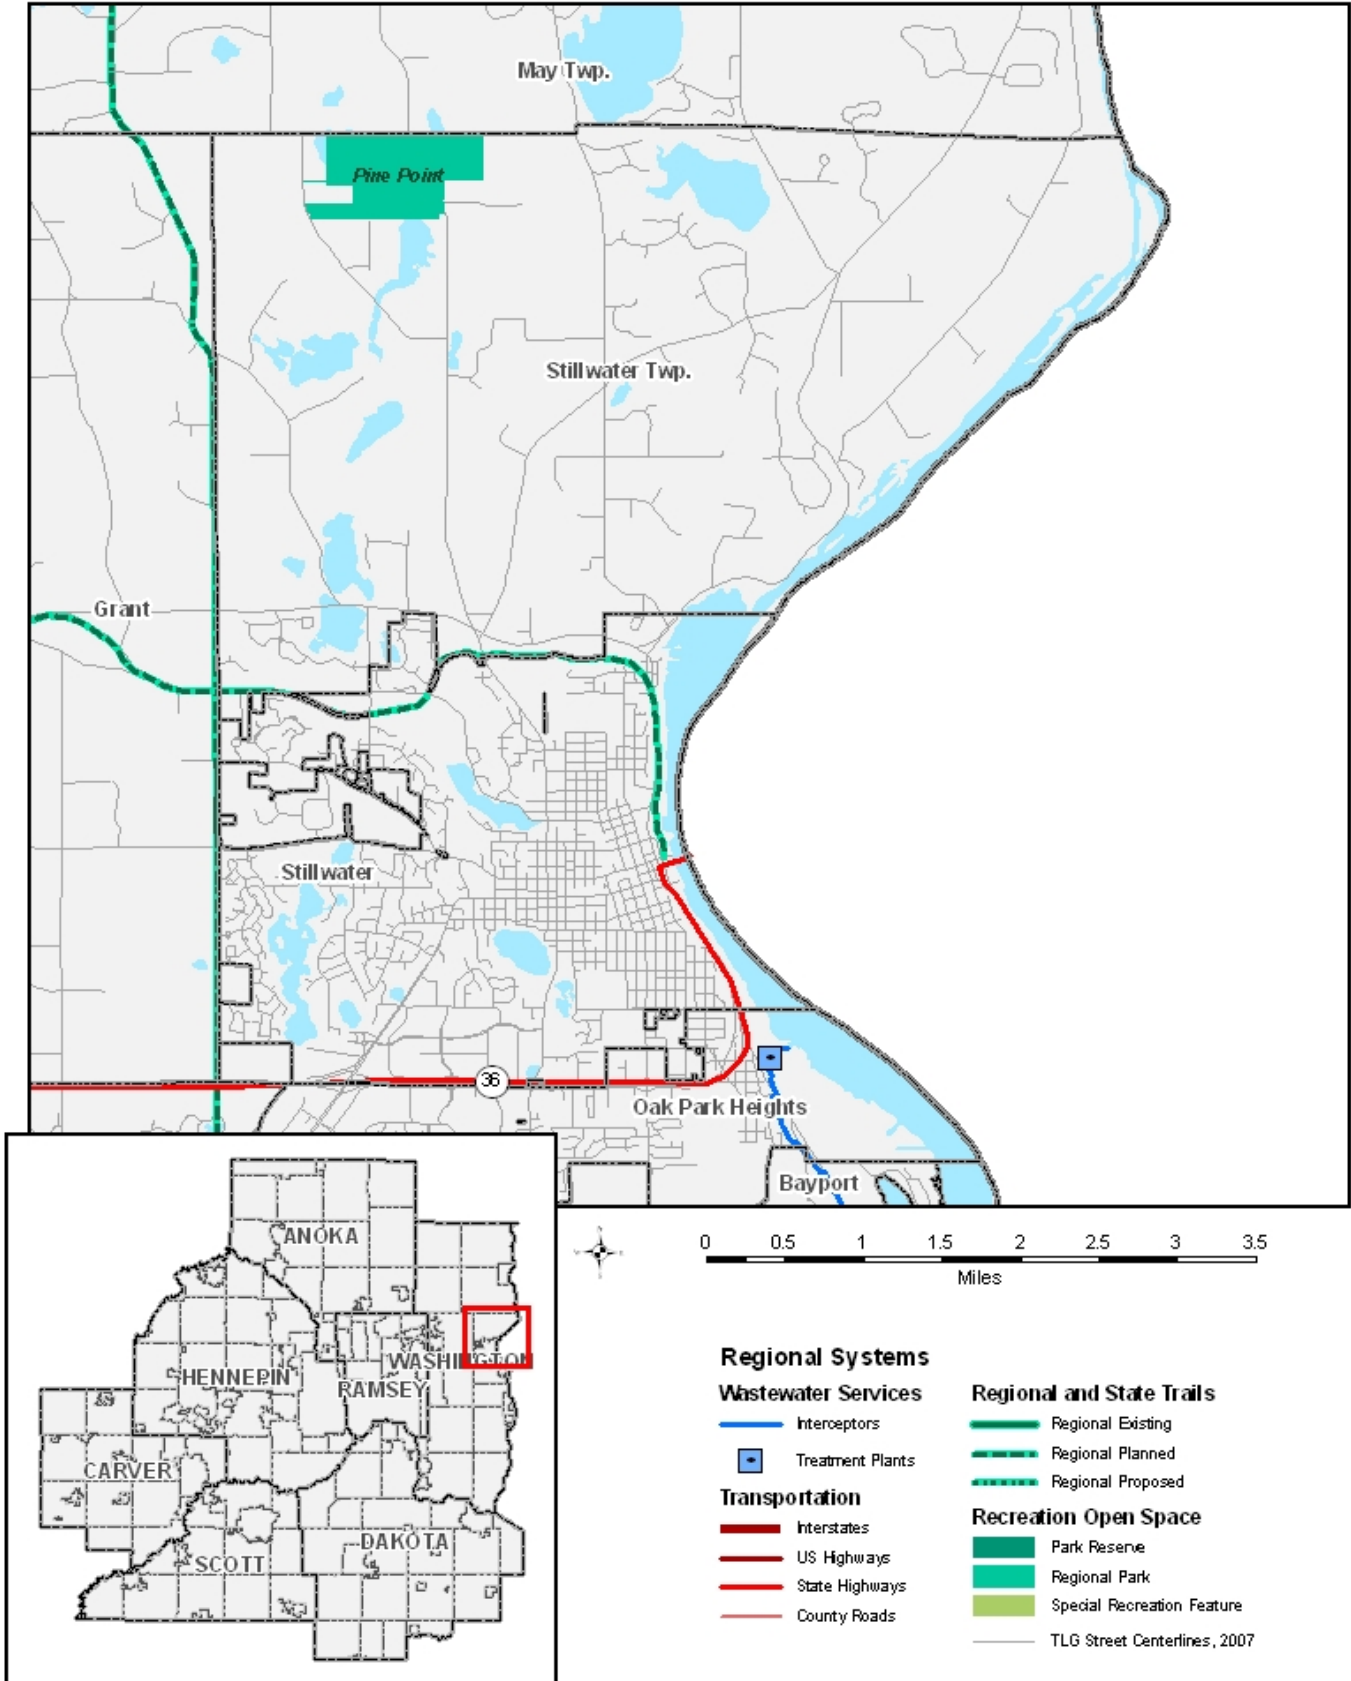 May Twp.
Pine Point
Stillwater Twp.
Grant
Stillwater
36
Oak Park Heights
Bayport
ANOKA
HENNEPIN
WASHINGTON
RAMSEY
CARVER
SCOTT
DAKOTA
0 0.5 1 1.5 2 2.5 3 3.5
Miles
Regional Systems
Wastewater Services
Interceptors
Treatment Plants
Transportation
Interstates
US Highways
State Highways
County Roads
Regional and State Trails
Regional Existing
Regional Planned
Regional Proposed
Recreation Open Space
Park Reserve
Regional Park
Special Recreation Feature
TLG Street Centerlines, 2007